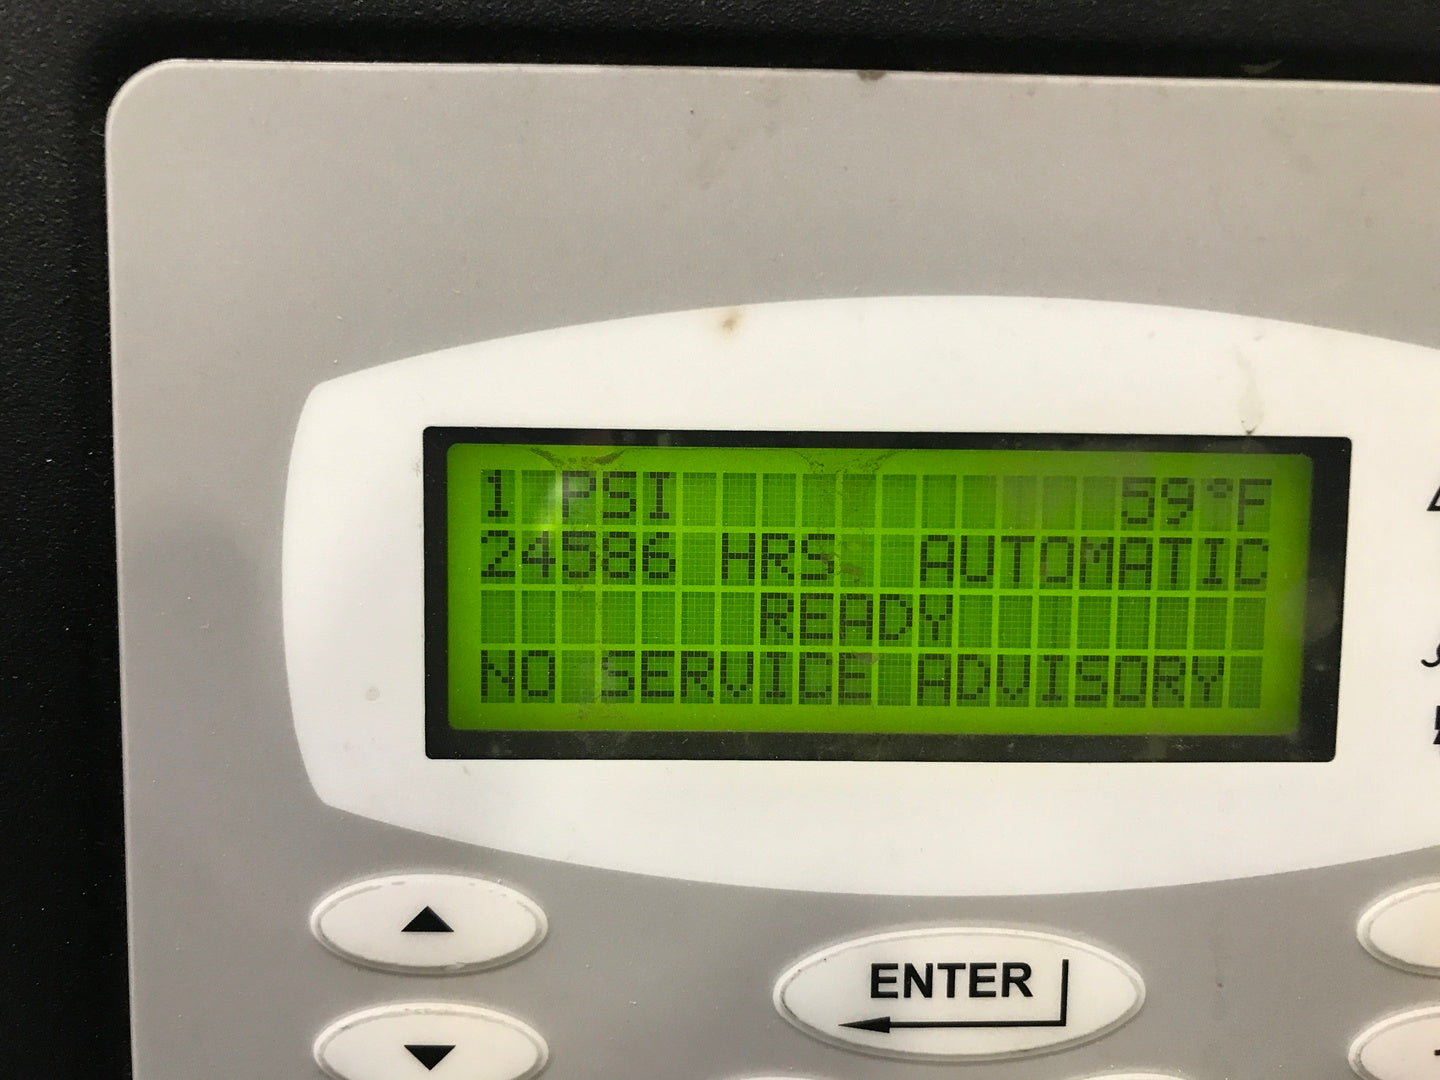 1 PSI 59°F
24586 HRS AUTOMATIC
READY
NO SERVICE ADVISORY
ENTER